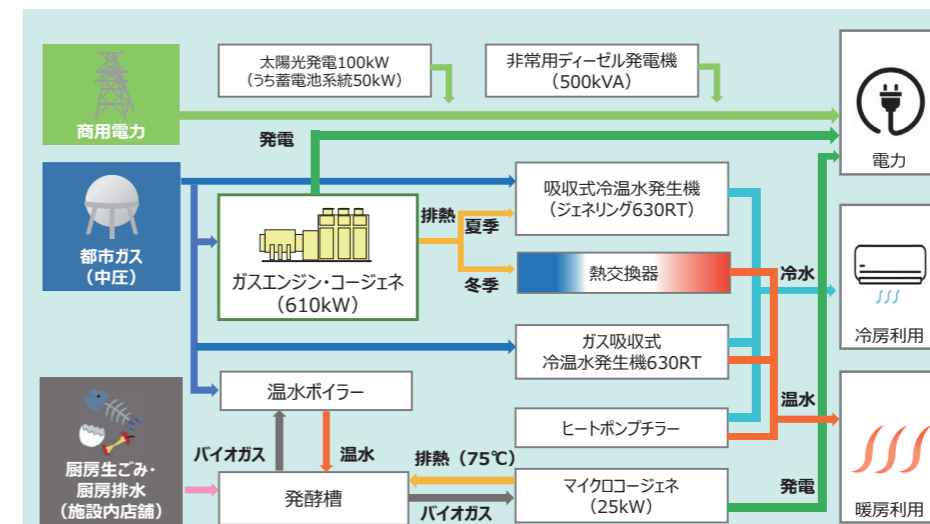 太陽光発電100kW
（うち蓄電池系統50kW）
非常用ディーゼル発電機
（500kVA）
商用電力
発電
電力
都市ガス
（中圧）
吸収式冷温水発生機
（ジェネリング630RT）
排熱
夏季
冬季
ガスエンジン・コージェネ
（610kW）
熱交換器
冷水
冷房利用
ガス吸収式
冷温水発生機630RT
温水ボイラー
温水
ヒートポンプチラー
バイオガス
温水
排熱（75℃）
厨房生ごみ・
厨房排水
（施設内店舗）
発酵槽
バイオガス
マイクロコージェネ
（25kW）
発電
暖房利用